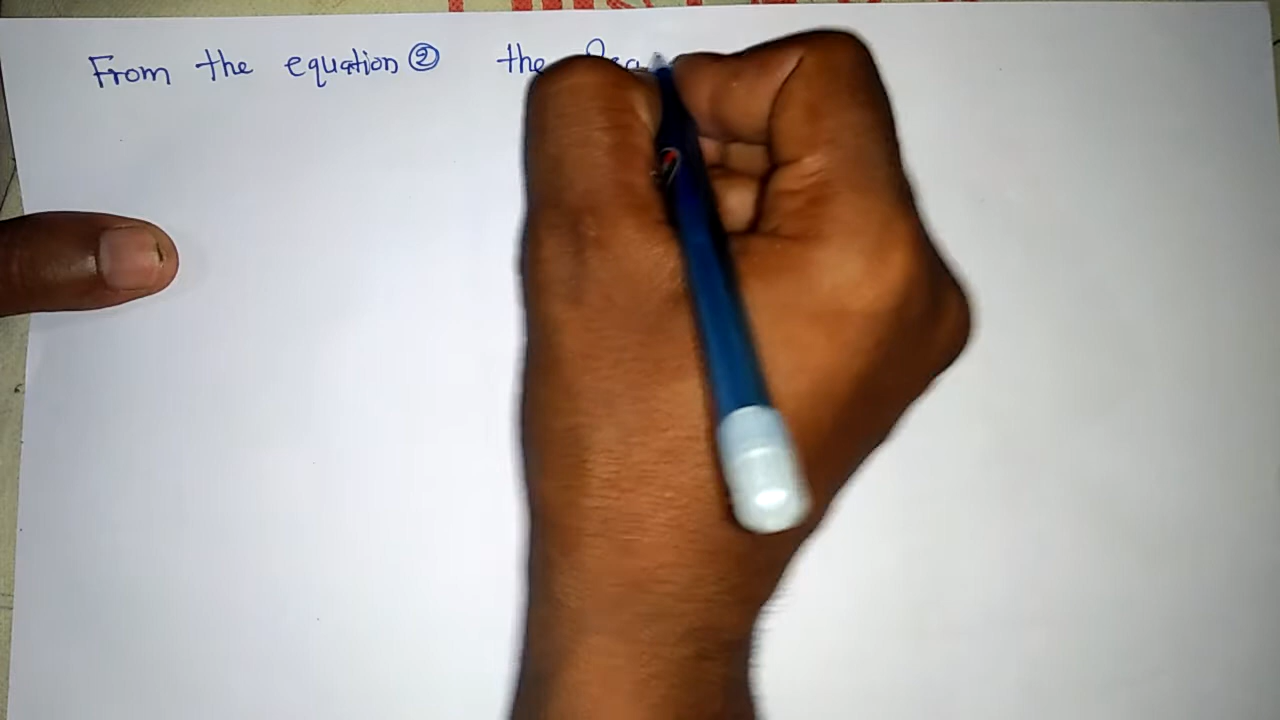 From the equation ② the